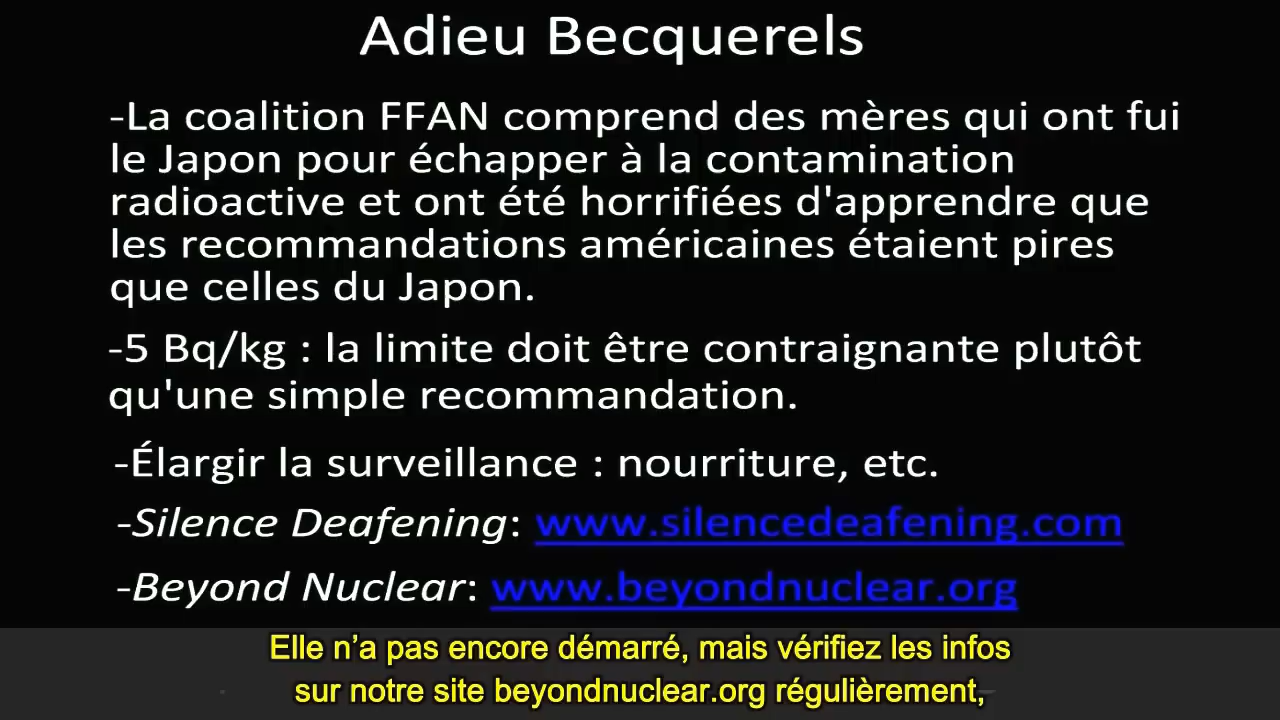 Adieu Becquerels
-La coalition FFAN comprend des mères qui ont fui
le Japon pour échapper à la contamination
radioactive et ont été horrifiées d'apprendre que
les recommandations américaines étaient pires
que celles du Japon.
-5 Bq/kg : la limite doit être contraignante plutôt
qu'une simple recommandation.
-Élargir la surveillance : nourriture, etc.
-Silence Deafening: www.silencedeafening.com
-Beyond Nuclear: www.beyondnuclear.org
Elle n’a pas encore démarré, mais vérifiez les infos
sur notre site beyondnuclear.org régulièrement,